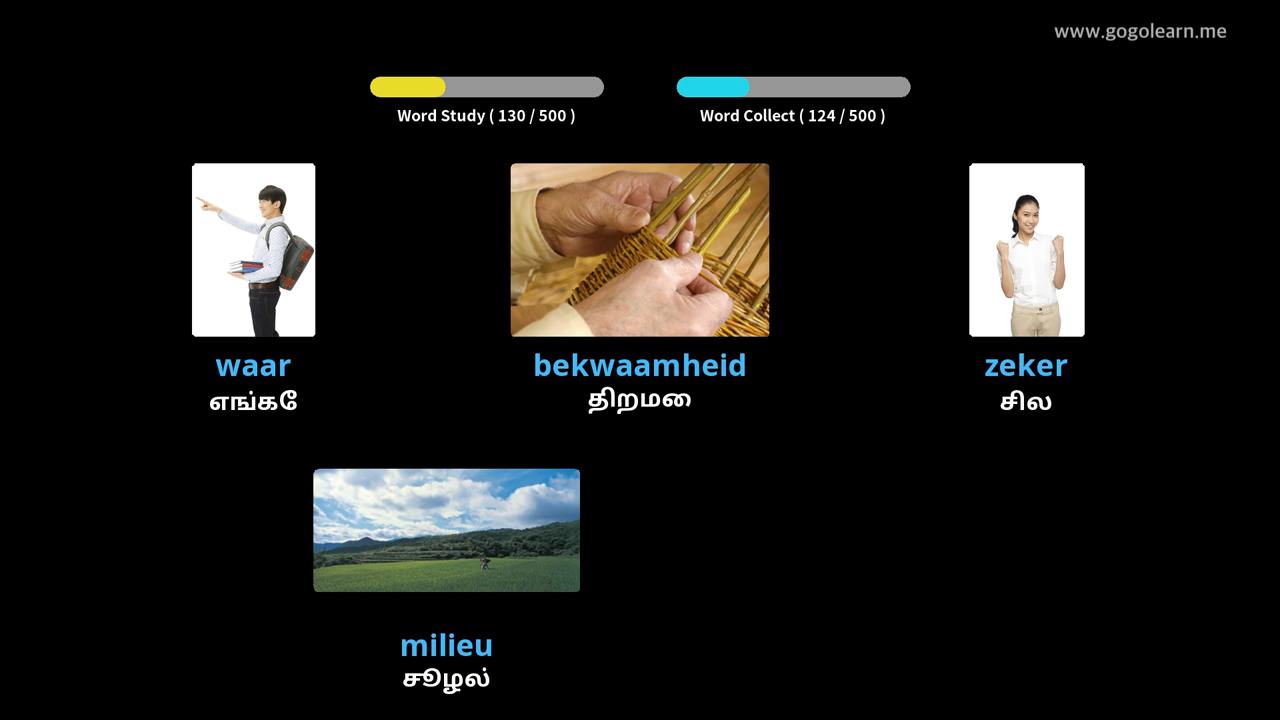 www.gogolearn.me
Word Study ( 130 / 500 )
Word Collect ( 124 / 500 )
waar
எங்கே
bekwaamheid
திறமை
zeker
சில
milieu
சூழல்